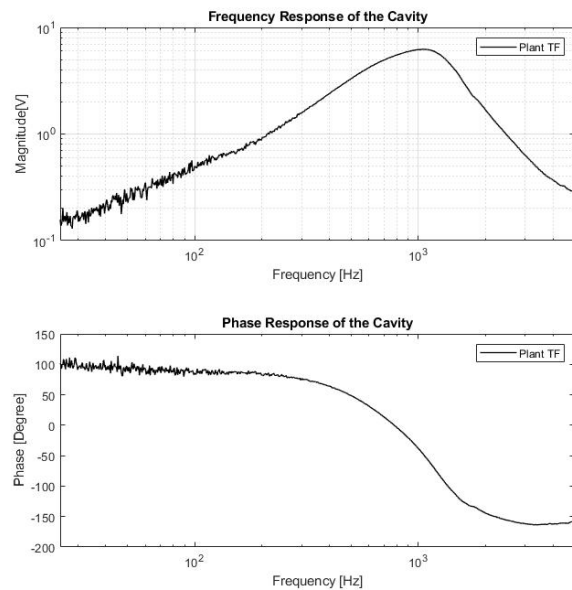 Frequency Response of the Cavity
Plant TF
Magnitude[V]
10^1
10^0
10^-1
10^2
10^3
Frequency [Hz]
Phase Response of the Cavity
Plant TF
Phase [Degree]
150
100
50
0
-50
-100
-150
-200
10^2
10^3
Frequency [Hz]